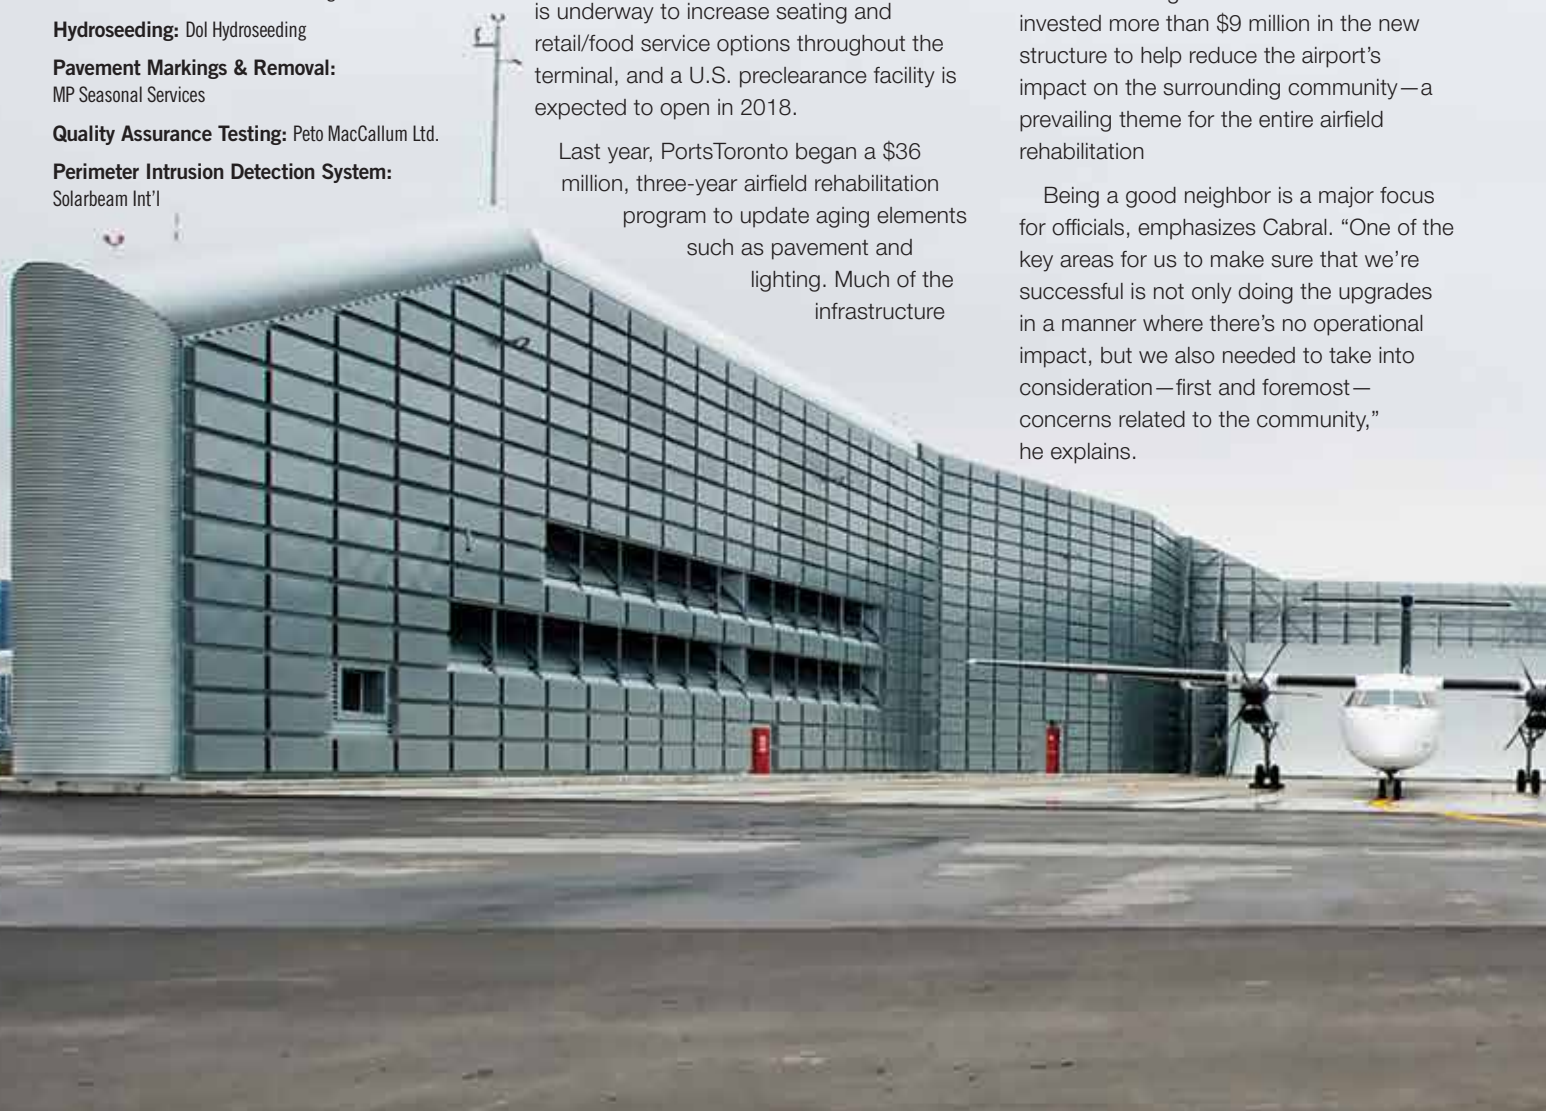 Hydroseeding: Dol Hydroseeding
Pavement Markings & Removal:
MP Seasonal Services
Quality Assurance Testing: Peto MacCallum Ltd.
Perimeter Intrusion Detection System:
Solarbeam Int'l
is underway to increase seating and
retail/food service options throughout the
terminal, and a U.S. preclearance facility is
expected to open in 2018.
Last year, PortsToronto began a $36
million, three-year airfield rehabilitation
program to update aging elements
such as pavement and
lighting. Much of the
infrastructure
invested more than $9 million in the new
structure to help reduce the airport's
impact on the surrounding community—a
prevailing theme for the entire airfield
rehabilitation
Being a good neighbor is a major focus
for officials, emphasizes Cabral. “One of the
key areas for us to make sure that we’re
successful is not only doing the upgrades
in a manner where there’s no operational
impact, but we also needed to take into
consideration—first and foremost—
concerns related to the community,”
he explains.